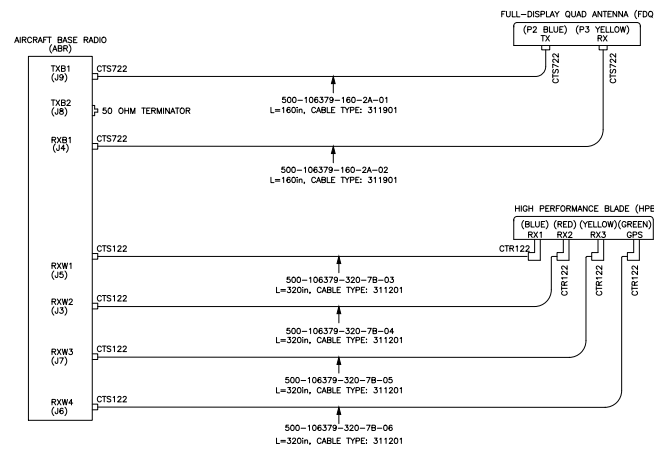 FULL-DISPLAY QUAD ANTENNA (FDQ
(P2 BLUE) (P3 YELLOW)
TX RX
AIRCRAFT BASE RADIO
(ABR)
TXB1
(J9)
CTS722
CTS722
CTS722
500-106379-160-2A-01
L=160in, CABLE TYPE: 311901
TXB2
(J8)
50 OHM TERMINATOR
RXB1
(J4)
CTS722
500-106379-160-2A-02
L=160in, CABLE TYPE: 311901
HIGH PERFORMANCE BLADE (HPB
(BLUE) (RED) (YELLOW) (GREEN)
RX1 RX2 RX3 GPS
CTR122
CTR122
CTR122
CTR122
RXW1
(J5)
CTS122
500-106379-320-7B-03
L=320in, CABLE TYPE: 311201
RXW2
(J3)
CTS122
500-106379-320-7B-04
L=320in, CABLE TYPE: 311201
RXW3
(J7)
CTS122
500-106379-320-7B-05
L=320in, CABLE TYPE: 311201
RXW4
(J6)
CTS122
500-106379-320-7B-06
L=320in, CABLE TYPE: 311201